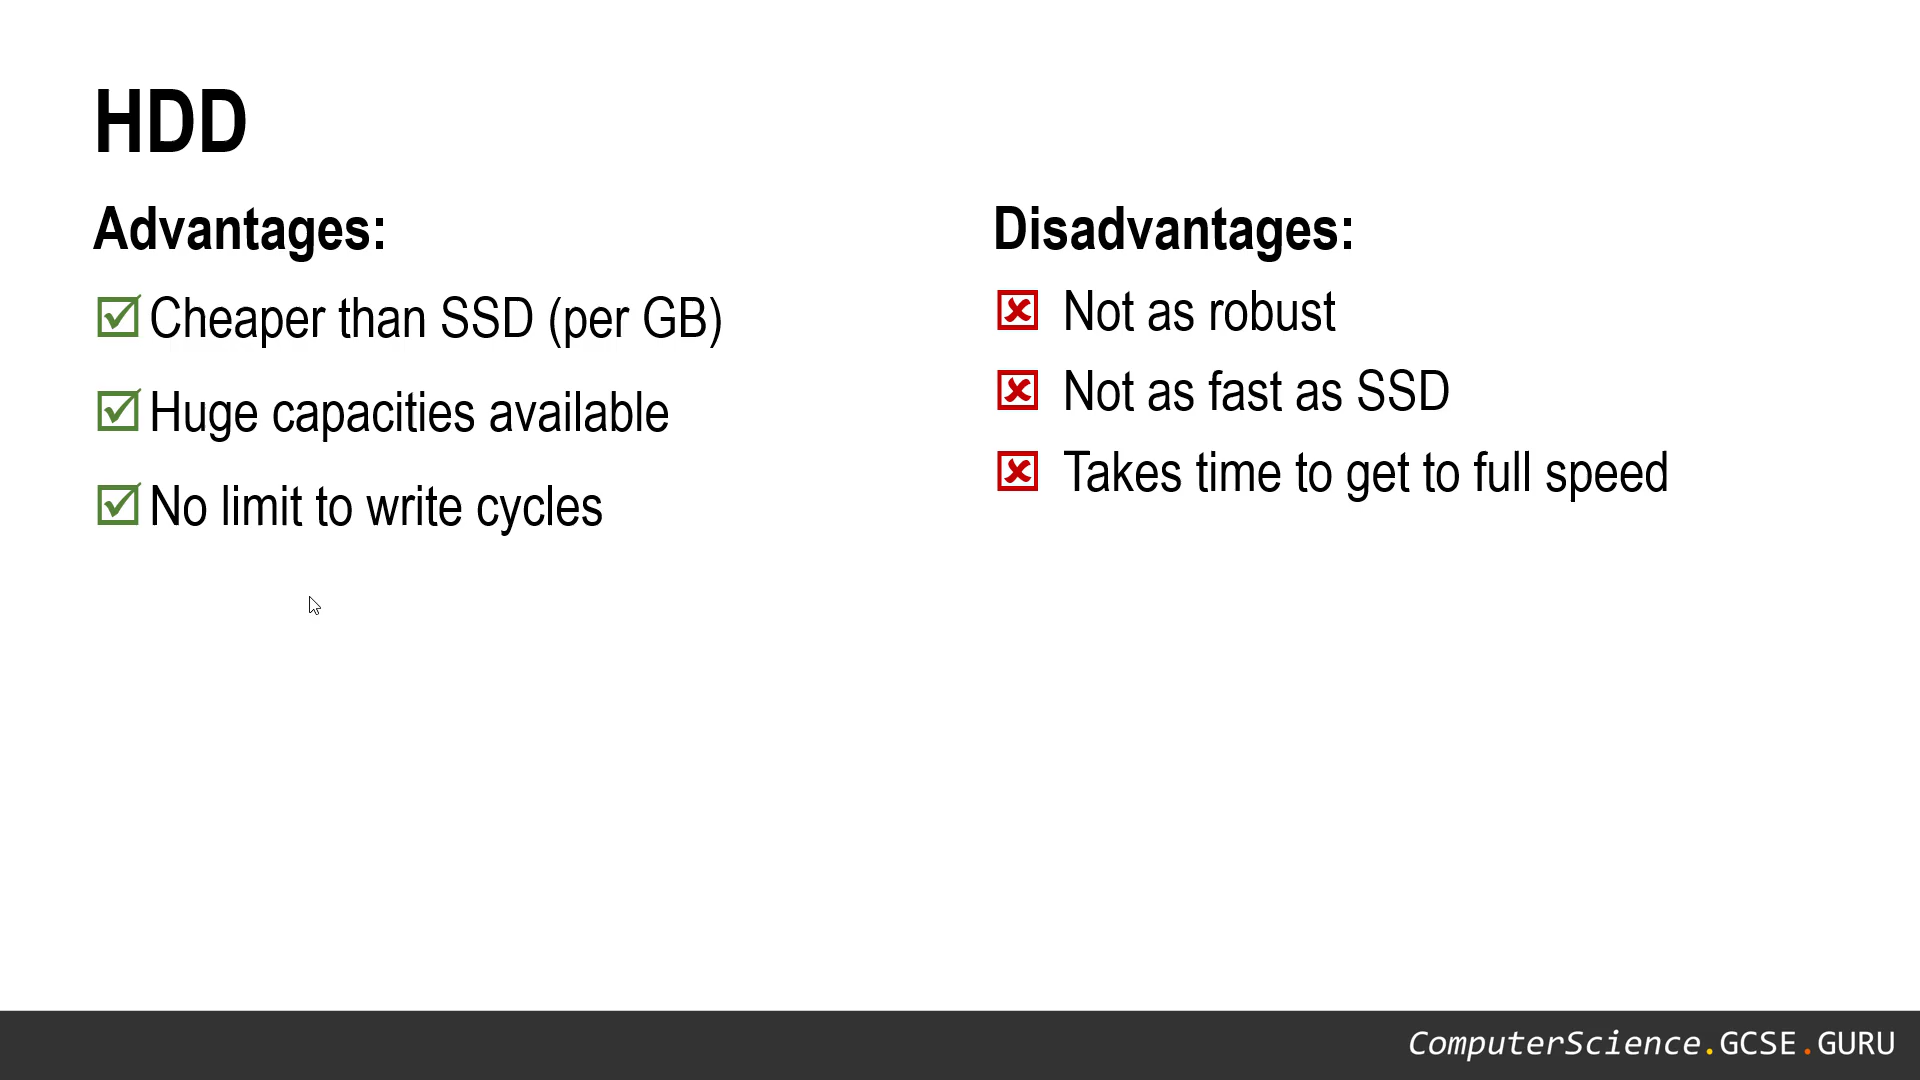 HDD
Advantages:
Cheaper than SSD (per GB)
Huge capacities available
No limit to write cycles
Disadvantages:
Not as robust
Not as fast as SSD
Takes time to get to full speed
ComputerScience.GCSE.GURU